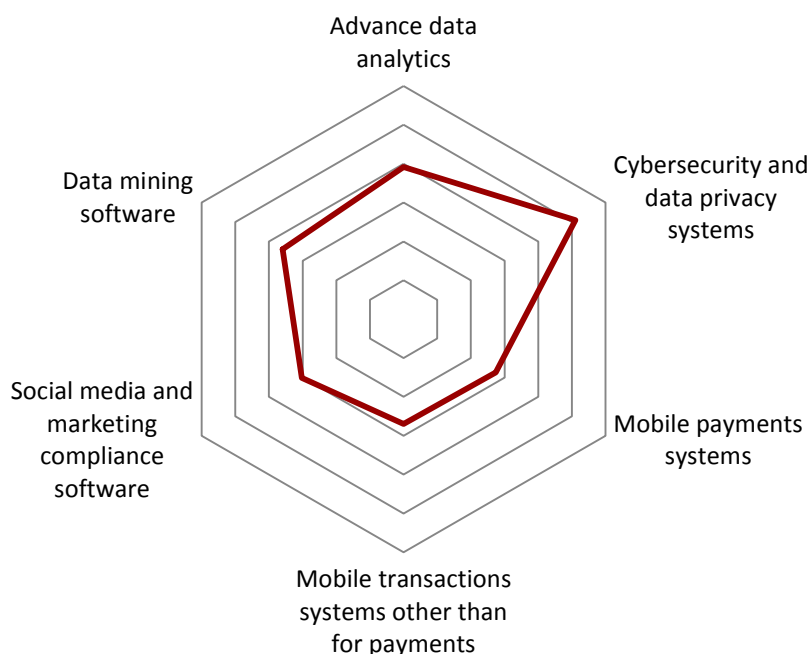 Advance data
analytics
Cybersecurity and
data privacy
systems
Mobile payments
systems
Mobile transactions
systems other than
for payments
Social media and
marketing
compliance
software
Data mining
software